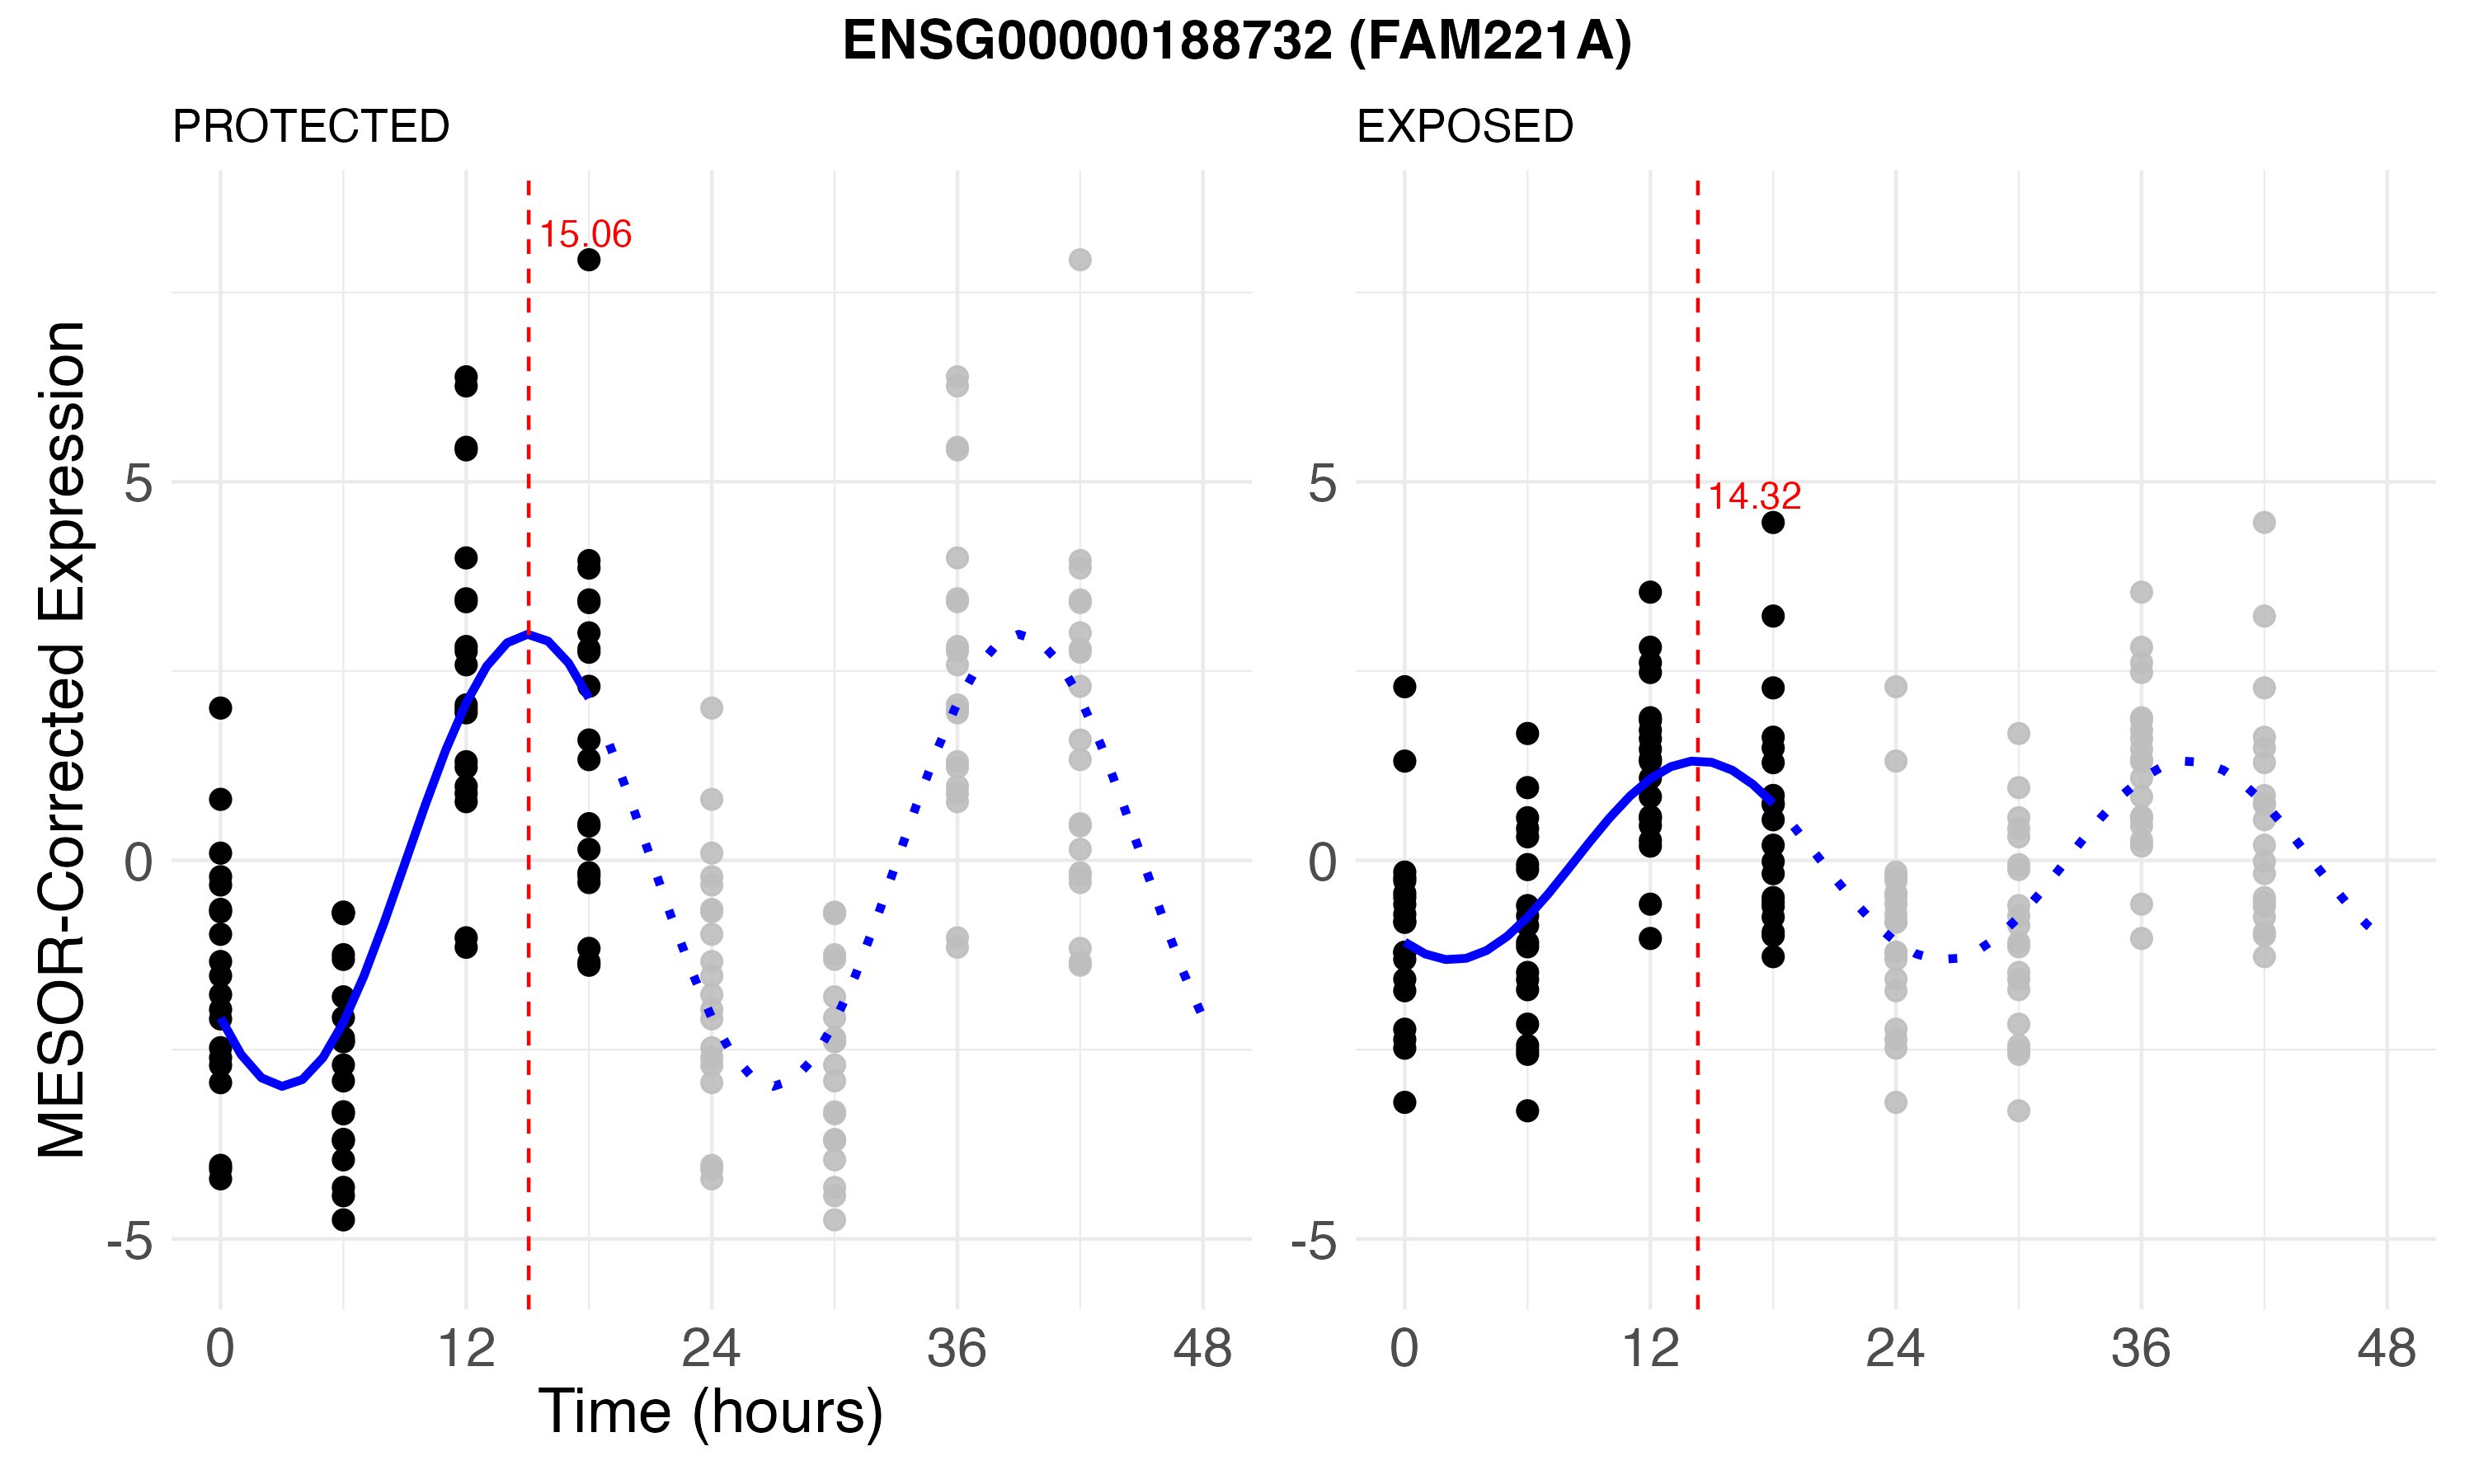 ENSG00000188732 (FAM221A)
PROTECTED
EXPOSED
MESOR-Corrected Expression
15.06
14.32
5
0
-5
5
0
-5
0 12 24 36 48
0 12 24 36 48
Time (hours)